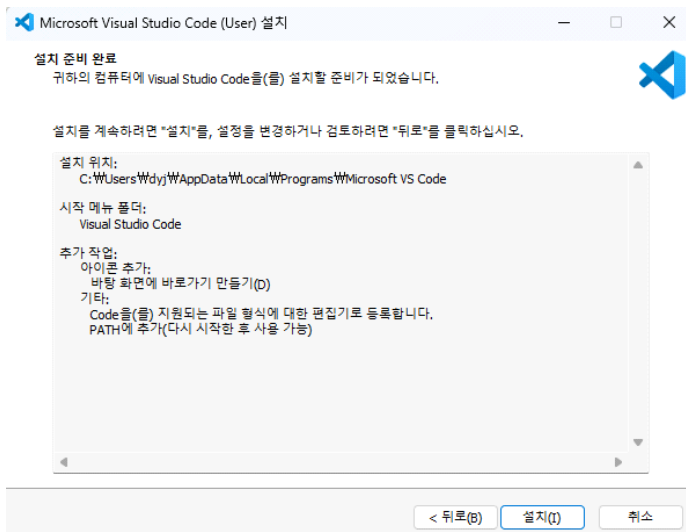 Microsoft Visual Studio Code (User) 설치
설치 준비 완료
귀하의 컴퓨터에 Visual Studio Code을(를) 설치할 준비가 되었습니다.
설치를 계속하려면 "설치"를, 설정을 변경하거나 검토하려면 "뒤로"를 클릭하십시오.
설치 위치:
C:₩Users₩dyj₩AppData₩Local₩Programs₩Microsoft VS Code
시작 메뉴 폴더:
Visual Studio Code
추가 작업:
아이콘 추가:
바탕 화면에 바로가기 만들기(D)
기타:
Code을(를) 지원되는 파일 형식에 대한 편집기로 등록합니다.
PATH에 추가(다시 시작한 후 사용 가능)
< 뒤로(B) 설치(I) 취소